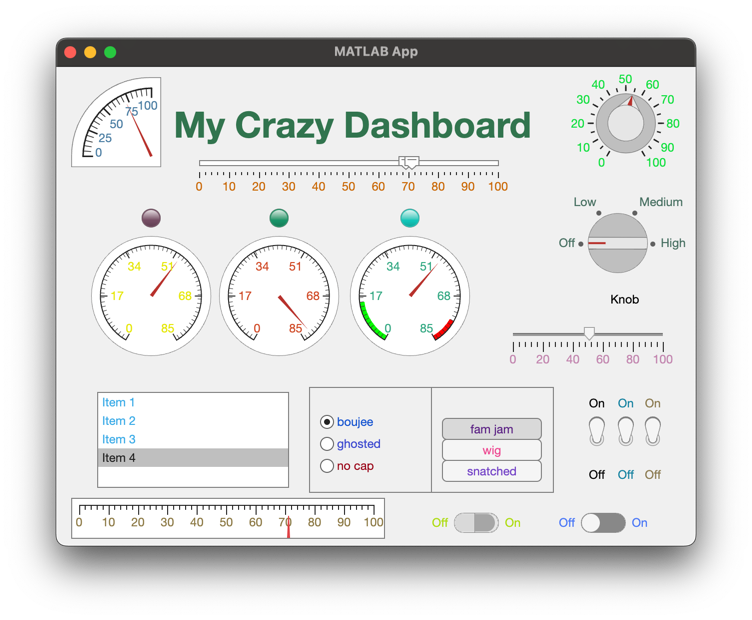 MATLAB App
My Crazy Dashboard
0 25 50 75 100
0 10 20 30 40 50 60 70 80 90 100
0 10 20 30 40 50 60 70 80 90 100
Low Medium
Off High
Knob
0 17 34 51 68 85
0 17 34 51 68 85
0 17 34 51 68 85
0 20 40 60 80 100
Item 1
Item 2
Item 3
Item 4
boujee
ghosted
no cap
fam jam
wig
snatched
On On On
Off Off Off
0 10 20 30 40 50 60 70 80 90 100
Off On
Off On